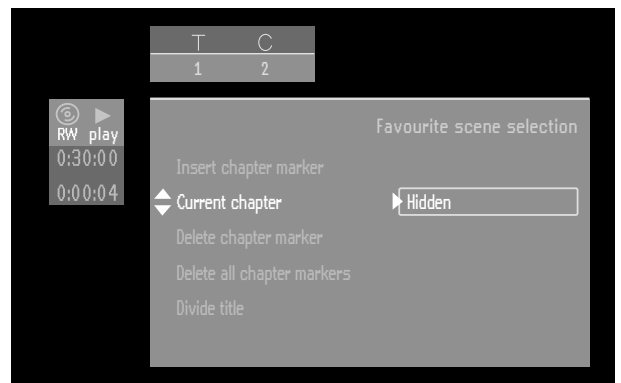 T C
1 2
RW play
0:30:00
0:00:04
Favourite scene selection
Insert chapter marker
Current chapter Hidden
Delete chapter marker
Delete all chapter markers
Divide title